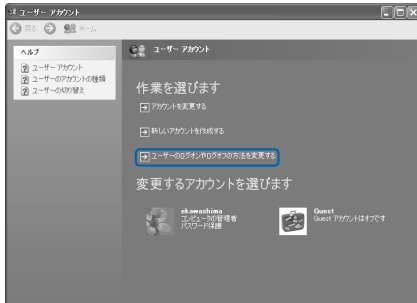 ユーザー アカウント
戻る ホーム
ヘルプ
ユーザー アカウント
ユーザーのアカウントの種類
ユーザーの切り替え
ユーザー アカウント
作業を選びます
アカウントを変更する
新しいアカウントを作成する
ユーザーのログオンやログオフの方法を変更する
変更するアカウントを選びます
ekawashima
コンピュータの管理者
パスワード保護
Guest
Guest アカウントはオフです